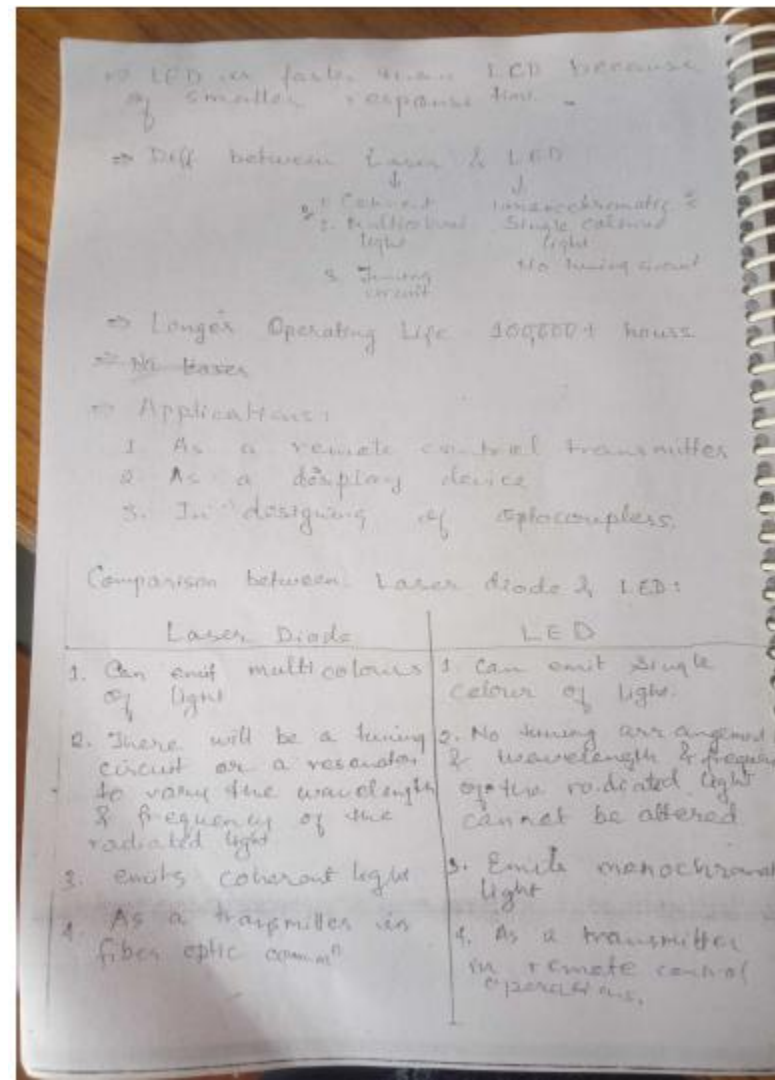 ⇒ LED is faster than LCD because
of smaller response time.
⇒ Diff between Laser & LED
↓ ↓
1. Coherent 1. monochromatic &
2. Multicolour Single coloured
light light
3. Tuning No tuning circuit
circuit
⇒ Longer Operating Life 100,000+ hours
⇒ No Laser
⇒ Applications:
1. As a remote control transmitter
2. As a display device
3. In designing of optocouplers.
Comparison between Laser diode & LED:
Laser Diode LED
1. Can emit multicolours 1. Can emit single
of light colour of light.
2. There will be a tuning 2. No tuning arrangement
circuit or a resonator & wavelength &
to vary the wavelength of the radiated light
& frequency of the cannot be altered
radiated light
3. emits coherent light 3. Emits
light
4. As a transmitter in 4. As a transmitter
fiber optic commⁿ in remote control
operations.